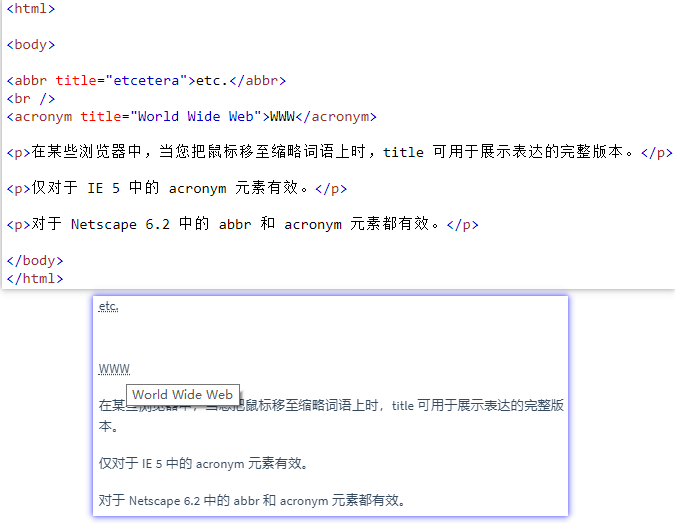 <html>
<body>
<abbr title="etcetera">etc.</abbr>
<br />
<acronym title="World Wide Web">WWW</acronym>
<p>在某些浏览器中，当您把鼠标移至缩略词语上时，title 可用于展示表达的完整版本。</p>
<p>仅对于 IE 5 中的 acronym 元素有效。</p>
<p>对于 Netscape 6.2 中的 abbr 和 acronym 元素都有效。</p>
</body>
</html>
etc.
WWW
World Wide Web
在某些浏览器中，当您把鼠标移至缩略词语上时，title 可用于展示表达的完整版
本。
仅对于 IE 5 中的 acronym 元素有效。
对于 Netscape 6.2 中的 abbr 和 acronym 元素都有效。